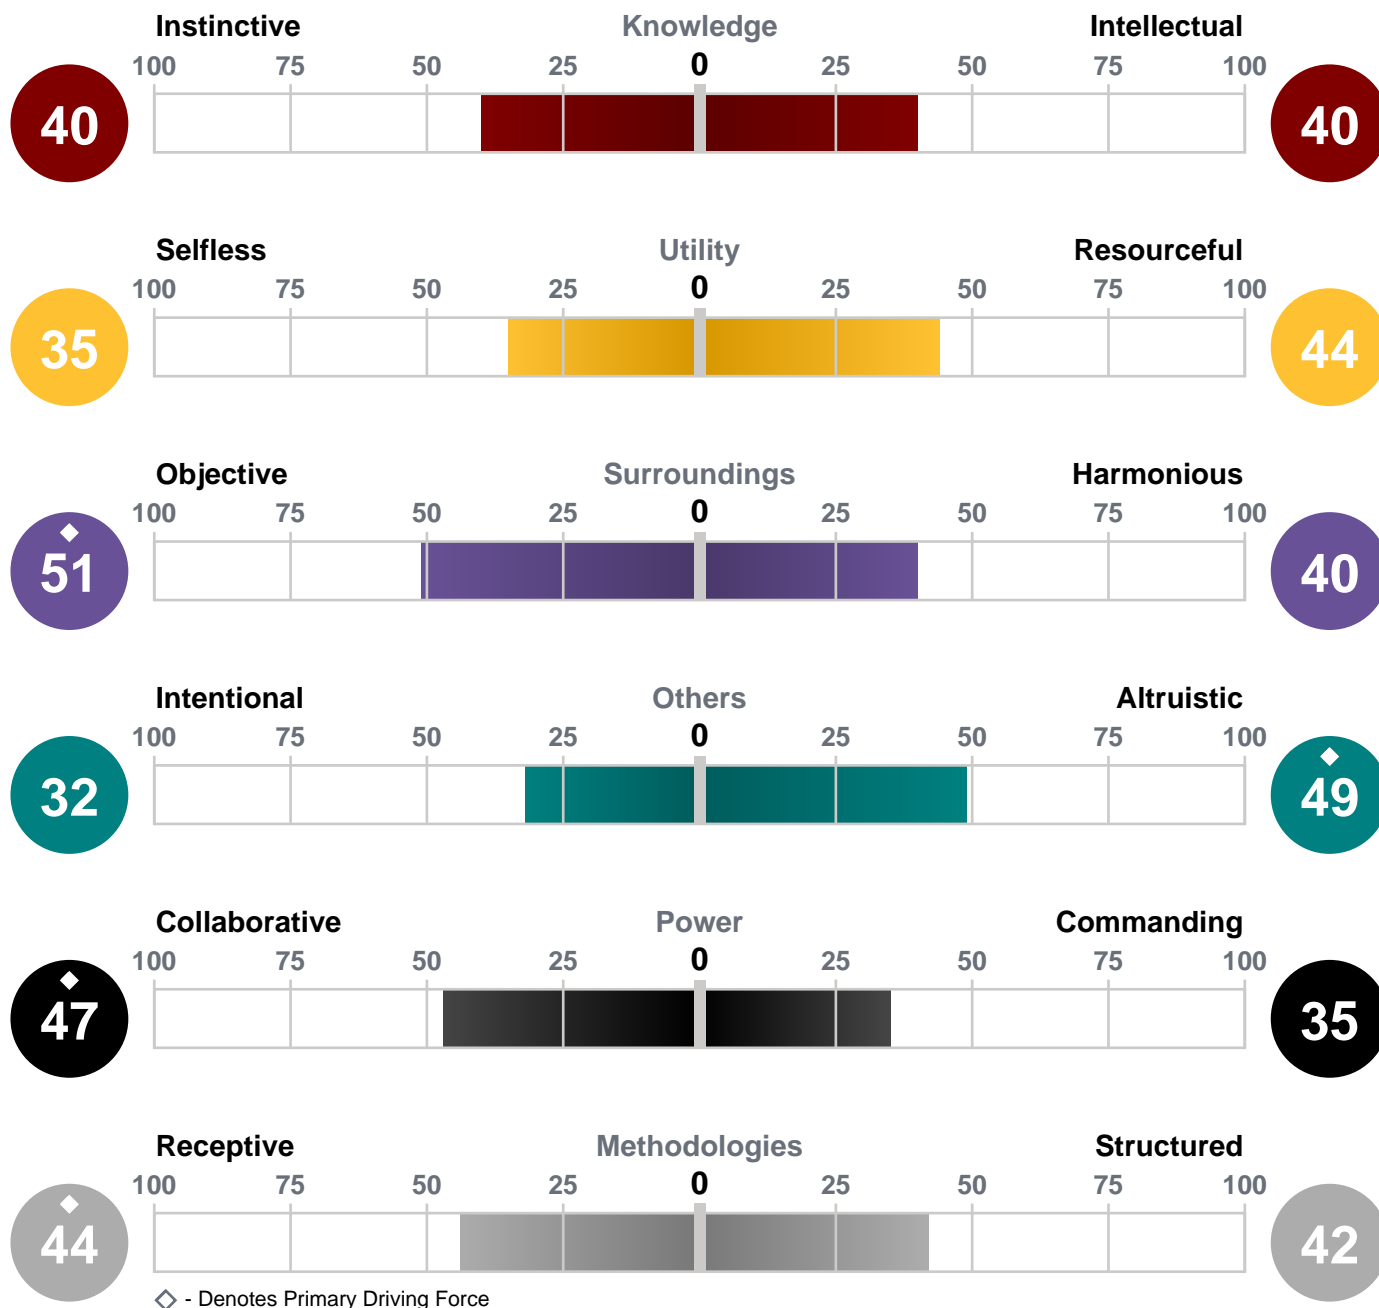 Instinctive Knowledge Intellectual
100 75 50 25 0 25 50 75 100
40 40
Selfless Utility Resourceful
100 75 50 25 0 25 50 75 100
35 44
Objective Surroundings Harmonious
100 75 50 25 0 25 50 75 100
51 40
Intentional Others Altruistic
100 75 50 25 0 25 50 75 100
32 49
Collaborative Power Commanding
100 75 50 25 0 25 50 75 100
47 35
Receptive Methodologies Structured
100 75 50 25 0 25 50 75 100
44 42
- Denotes Primary Driving Force